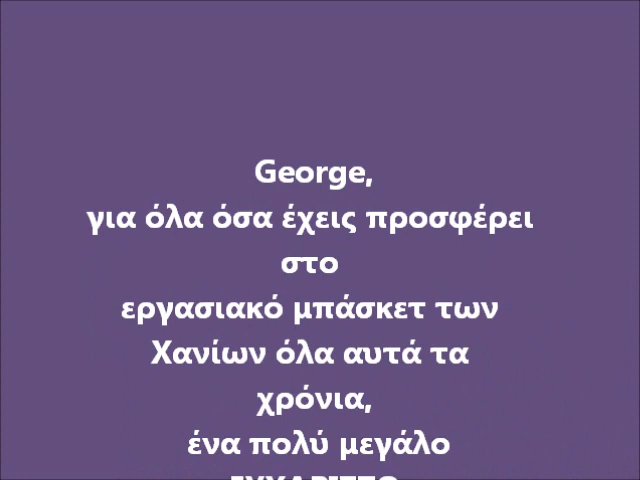 George,
για όλα όσα έχεις προσφέρει
στο
εργασιακό μπάσκετ των
Χανίων όλα αυτά τα
χρόνια,
ένα πολύ μεγάλο